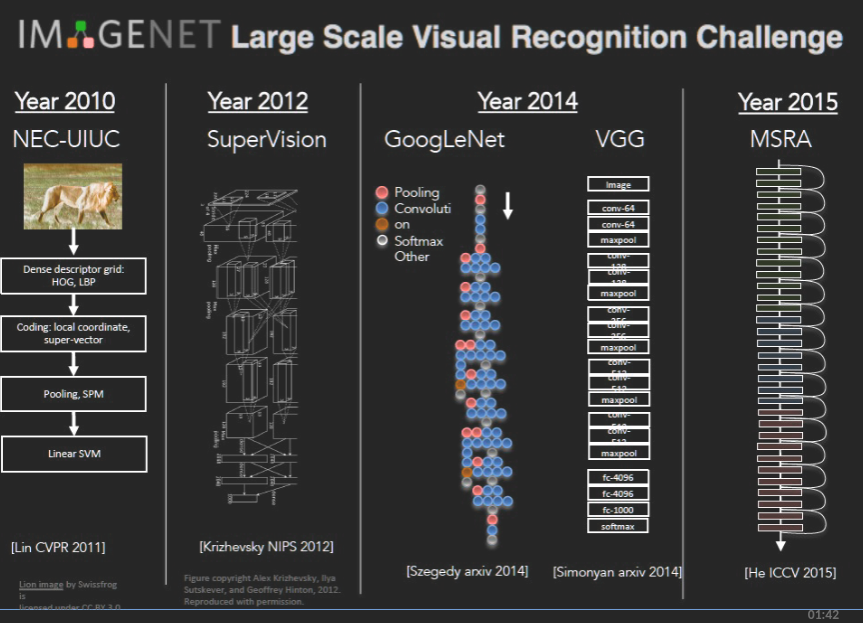 IMAGENET Large Scale Visual Recognition Challenge
Year 2010
NEC-UIUC
Dense descriptor grid:
HOG, LBP
Coding: local coordinate,
super-vector
Pooling, SPM
Linear SVM
[Lin CVPR 2011]
Lion image by Swissfrog
is
licensed under CC BY 3.0
Year 2012
SuperVision
[Krizhevsky NIPS 2012]
Figure copyright Alex Krizhevsky, Ilya
Sutskever, and Geoffrey Hinton, 2012.
Reproduced with permission.
Year 2014
GoogLeNet
Pooling
Convoluti
on
Softmax
Other
[Szegedy arxiv 2014]
VGG
Image
conv-64
conv-64
maxpool
conv-128
conv-128
maxpool
conv-256
conv-256
maxpool
conv-512
conv-512
maxpool
conv-512
conv-512
maxpool
fc-4096
fc-4096
fc-1000
softmax
[Simonyan arxiv 2014]
Year 2015
MSRA
[He ICCV 2015]
01:42